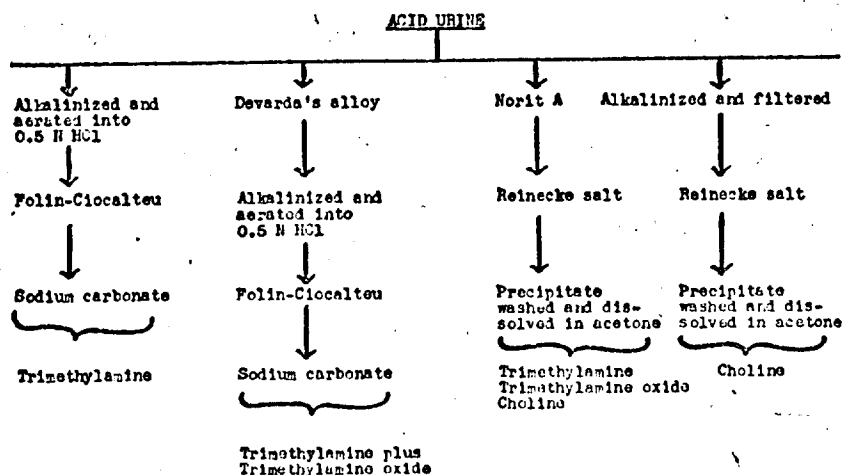 ACID URINE
Alkalinized and
aerated into
0.5 N HCl
Folin-Ciocalteu
Sodium carbonate
Trimethylamine
Devarda's alloy
Alkalinized and
aerated into
0.5 N HCl
Folin-Ciocalteu
Sodium carbonate
Trimethylamine plus
Trimethylamine oxide
Norit A
Reinecke salt
Precipitate
washed and dis-
solved in acetone
Trimethylamine
Trimethylamine oxide
Choline
Alkalinized and filtered
Reinecke salt
Precipitate
washed and dis-
solved in acetone
Choline